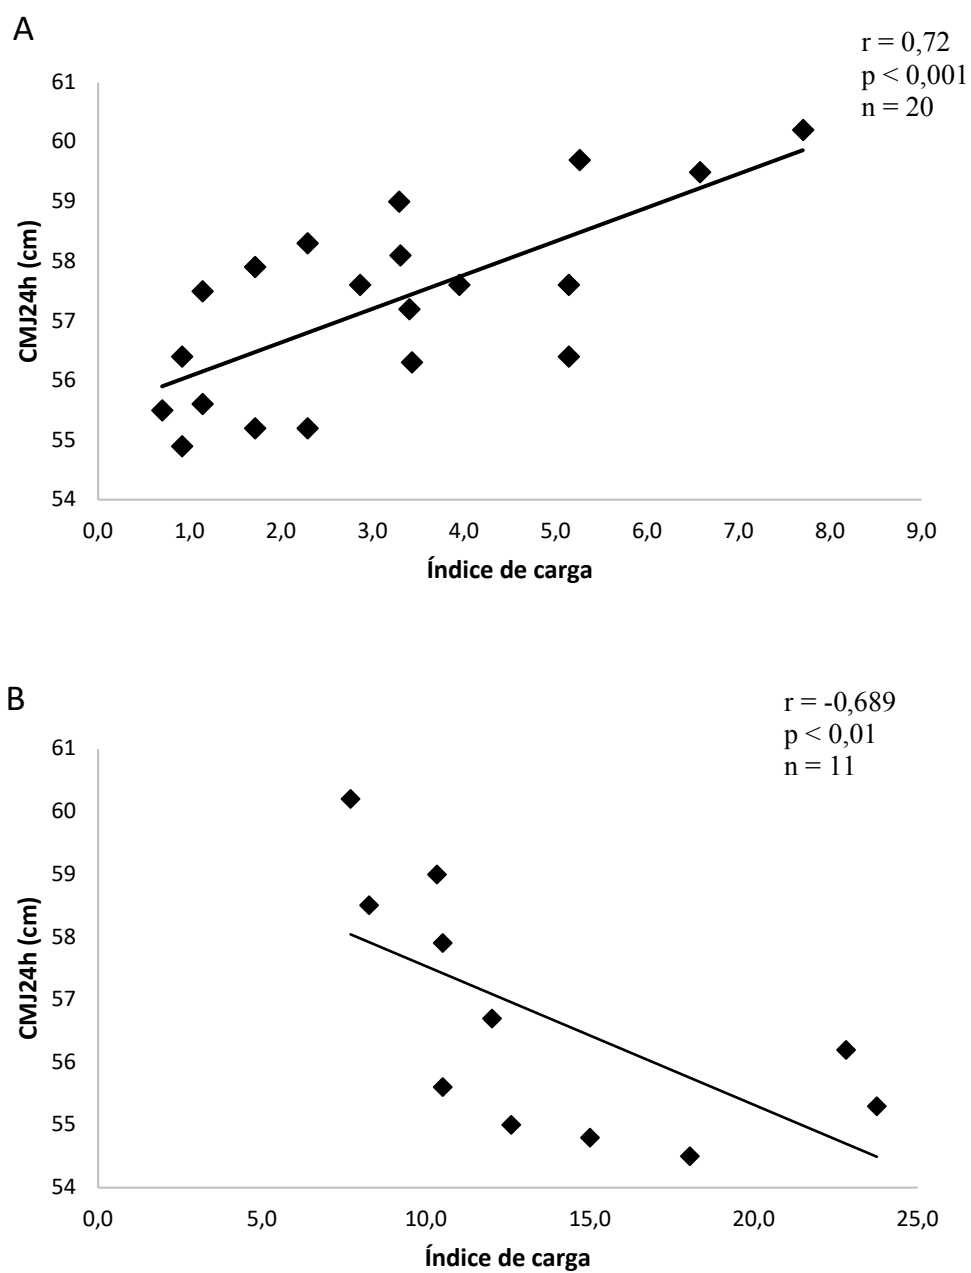 A
r = 0,72
p < 0,001
n = 20
61
60
59
58
57
56
55
54
CMJ24h (cm)
0,0 1,0 2,0 3,0 4,0 5,0 6,0 7,0 8,0 9,0
Índice de carga
B
r = -0,689
p < 0,01
n = 11
61
60
59
58
57
56
55
54
CMJ24h (cm)
0,0 5,0 10,0 15,0 20,0 25,0
Índice de carga